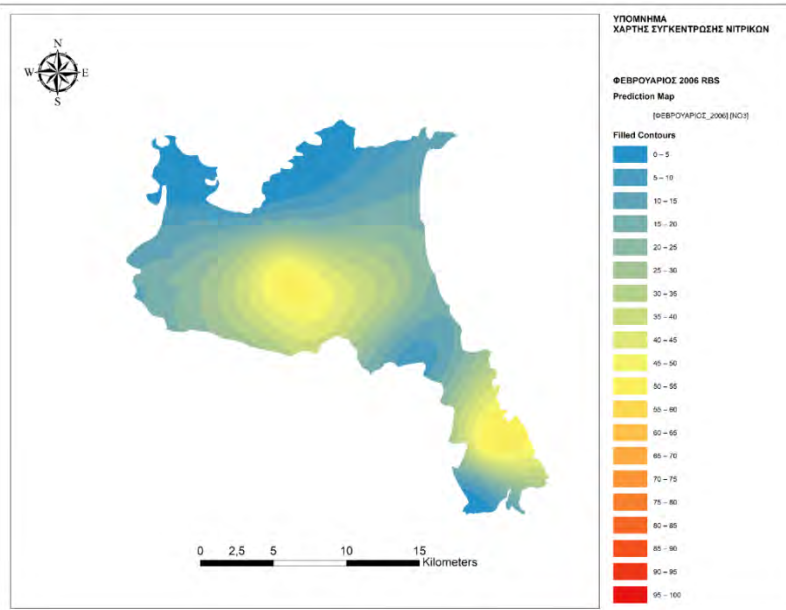 ΥΠΟΜΝΗΜΑ
ΧΑΡΤΗΣ ΣΥΓΚΕΝΤΡΩΣΗΣ ΝΙΤΡΙΚΩΝ
N
W E
S
ΦΕΒΡΟΥΑΡΙΟΣ 2006 RBS
Prediction Map
[ΦΕΒΡΟΥΑΡΙΟΣ_2006].[NO3]
Filled Contours
0 – 5
5 – 10
10 – 15
15 – 20
20 – 25
25 – 30
30 – 35
35 – 40
40 – 45
45 – 50
50 – 55
55 – 60
60 – 65
65 – 70
70 – 75
75 – 80
80 – 85
85 – 90
90 – 95
95 – 100
0 2,5 5 10 15
Kilometers